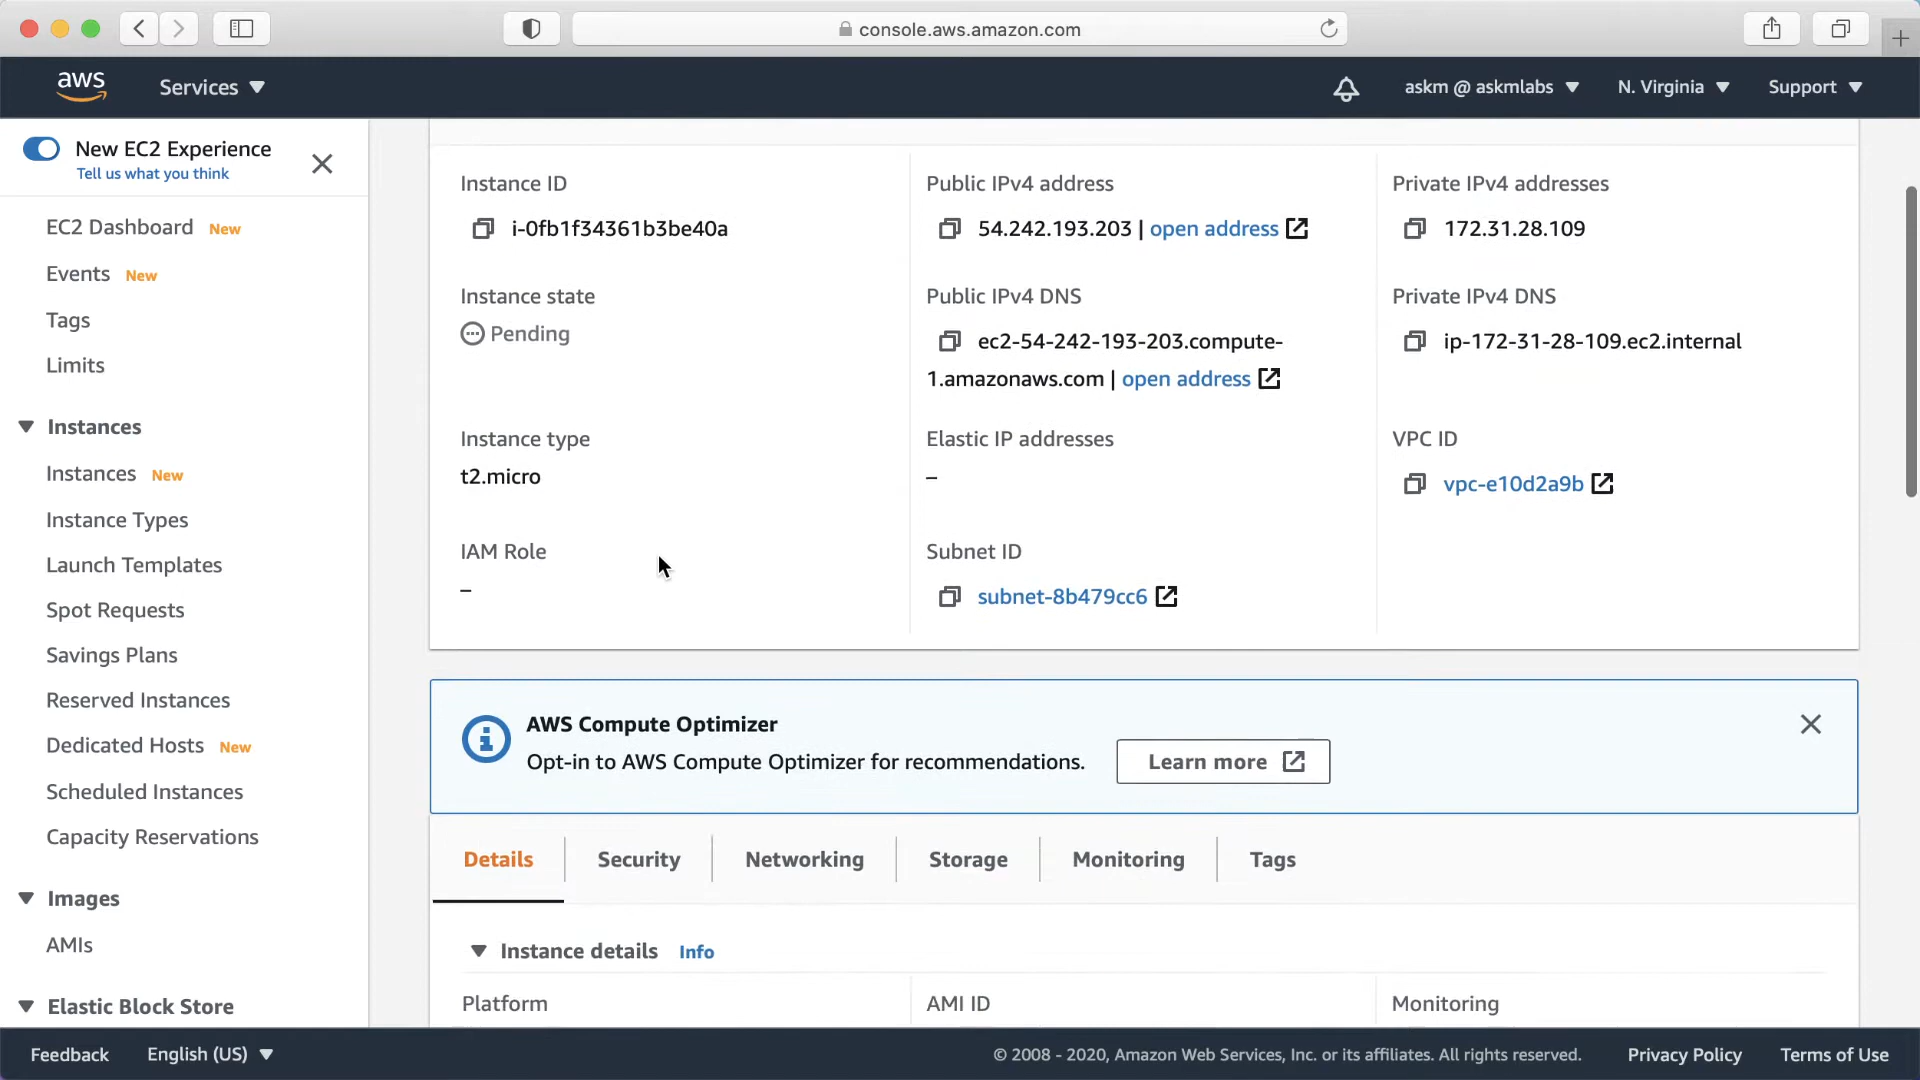 console.aws.amazon.com
aws
Services
askm @ askmlabs
N. Virginia
Support
New EC2 Experience
Tell us what you think
EC2 Dashboard New
Events New
Tags
Limits
Instances
Instances New
Instance Types
Launch Templates
Spot Requests
Savings Plans
Reserved Instances
Dedicated Hosts New
Scheduled Instances
Capacity Reservations
Images
AMIs
Elastic Block Store
Instance ID
i-0fb1f34361b3be40a
Public IPv4 address
54.242.193.203 | open address
Private IPv4 addresses
172.31.28.109
Instance state
Pending
Public IPv4 DNS
ec2-54-242-193-203.compute-
1.amazonaws.com | open address
Private IPv4 DNS
ip-172-31-28-109.ec2.internal
Instance type
t2.micro
Elastic IP addresses
–
VPC ID
vpc-e10d2a9b
IAM Role
–
Subnet ID
subnet-8b479cc6
AWS Compute Optimizer
Opt-in to AWS Compute Optimizer for recommendations.
Learn more
Details
Security
Networking
Storage
Monitoring
Tags
Instance details Info
Platform
AMI ID
Monitoring
Feedback
English (US)
© 2008 - 2020, Amazon Web Services, Inc. or its affiliates. All rights reserved.
Privacy Policy
Terms of Use